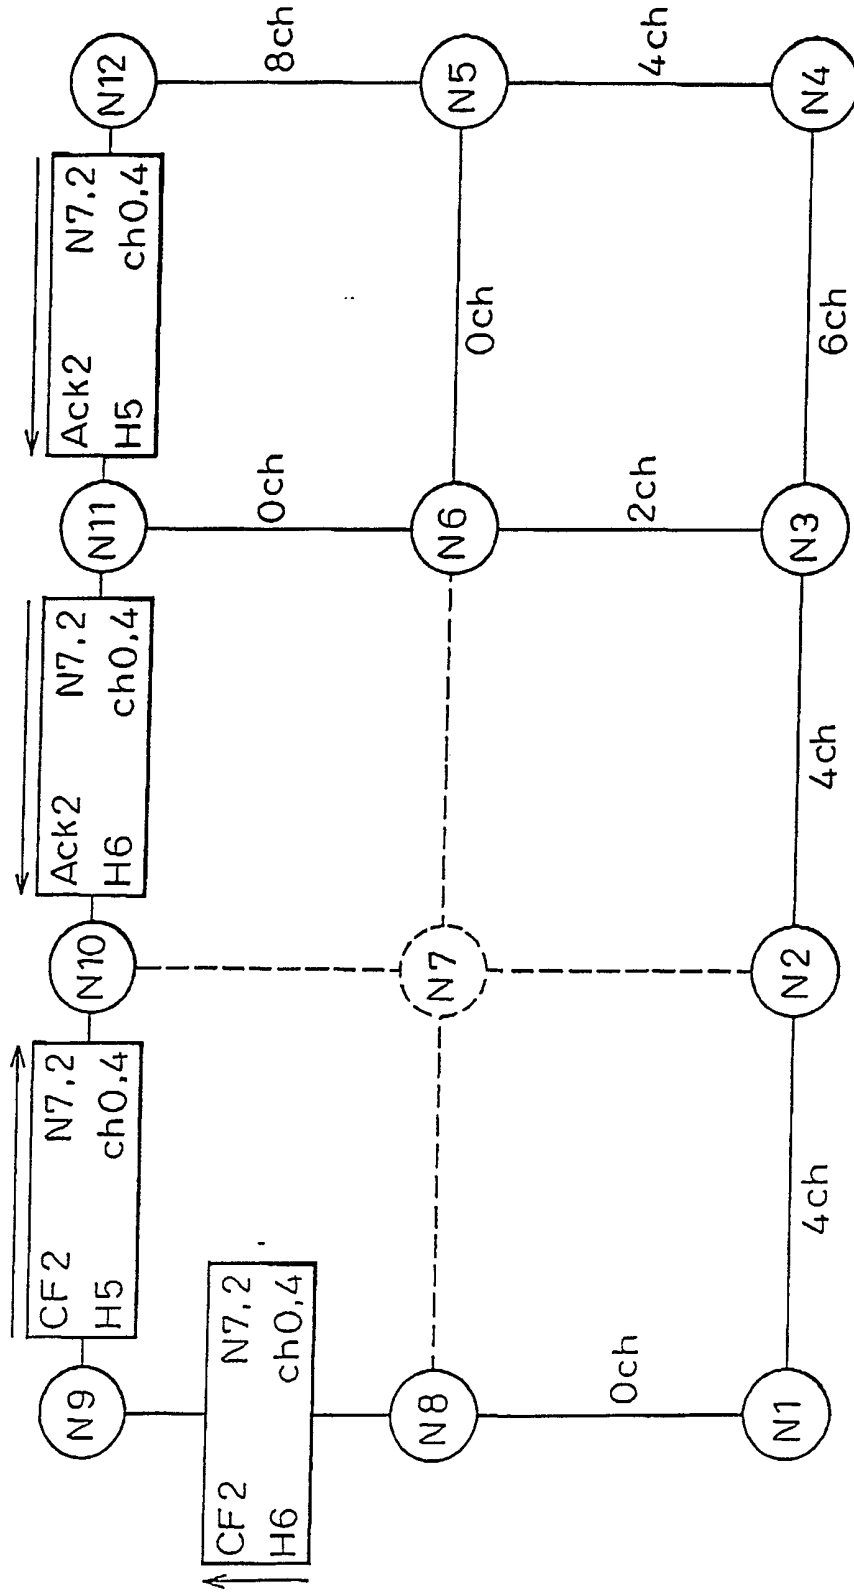 N9
CF2 N7,2
H5 ch0,4
N10
Ack2 N7,2
H6 ch0,4
N11
Ack2 N7,2
H5 ch0,4
N12
CF2 N7,2
H6 ch0,4
0ch
8ch
N8
N7
N6
0ch
N5
0ch
2ch
4ch
N1
4ch
N2
4ch
N3
6ch
N4